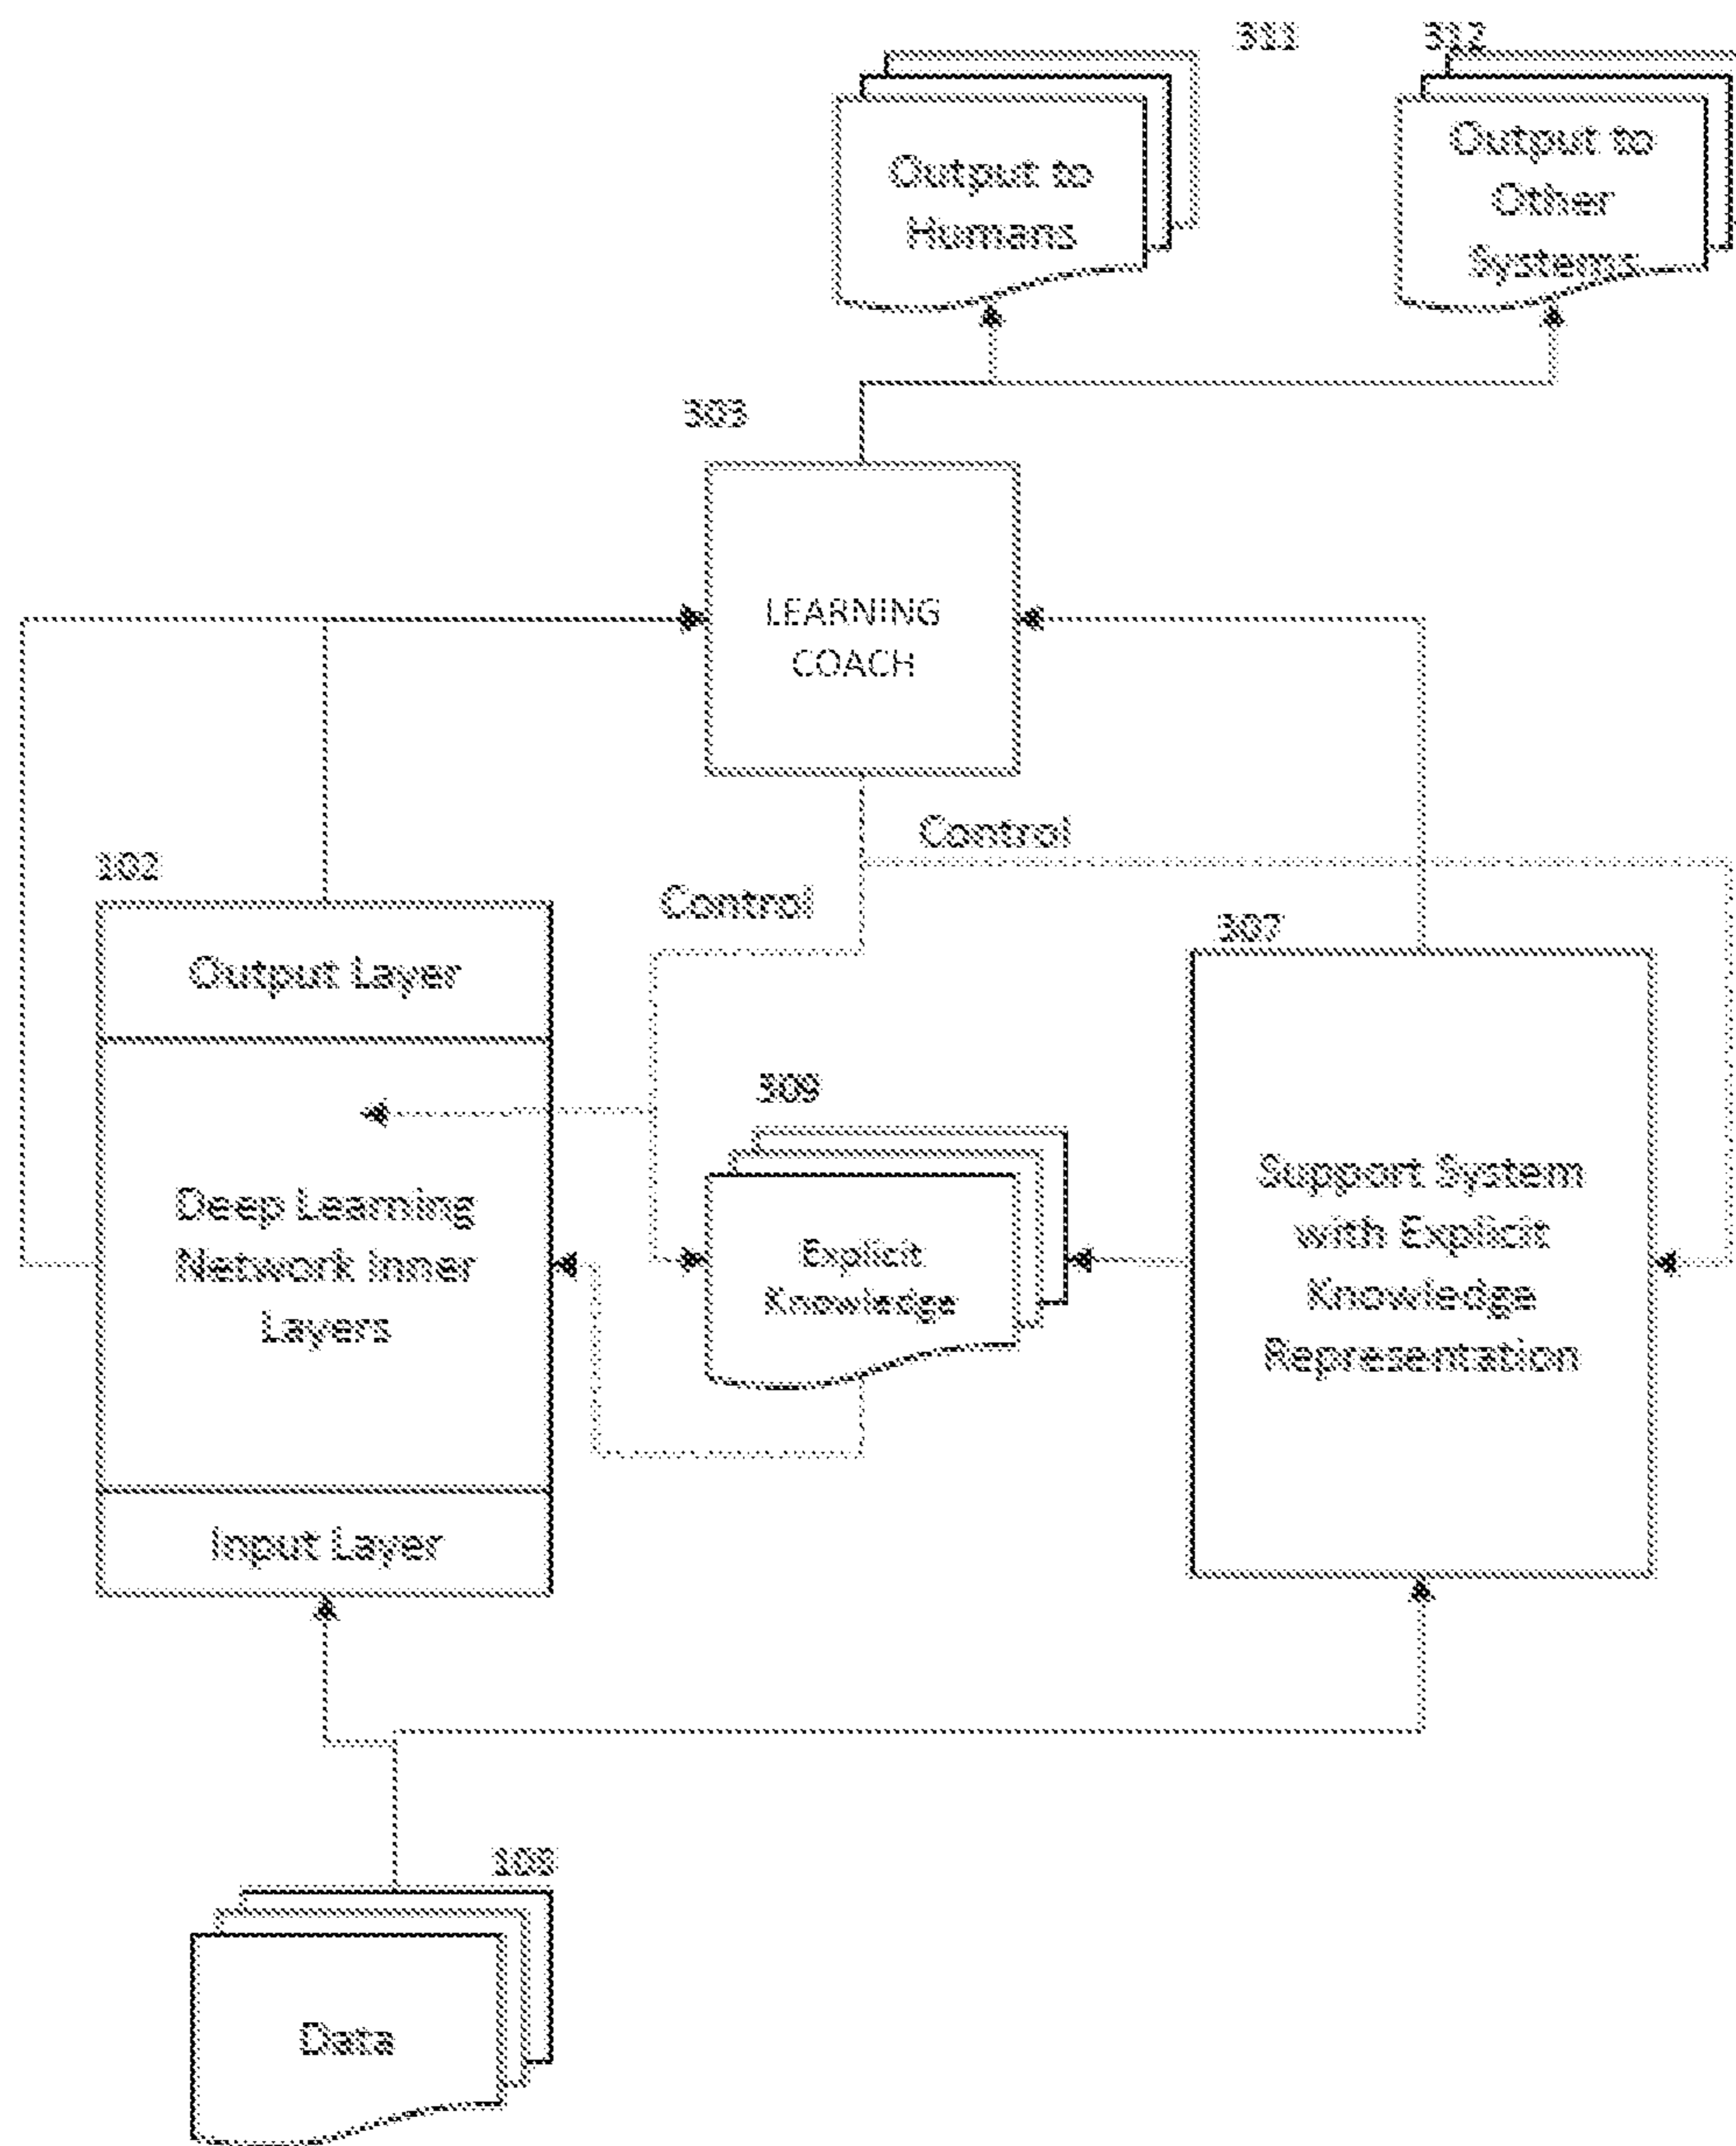 311
312
Output to
Humans
Output to
Other
Systems
303
LEARNING
COACH
Control
Control
102
307
Output Layer
309
Deep Learning
Network Inner
Layers
Explicit
Knowledge
Support System
with Explicit
Knowledge
Representation
Input Layer
108
Data